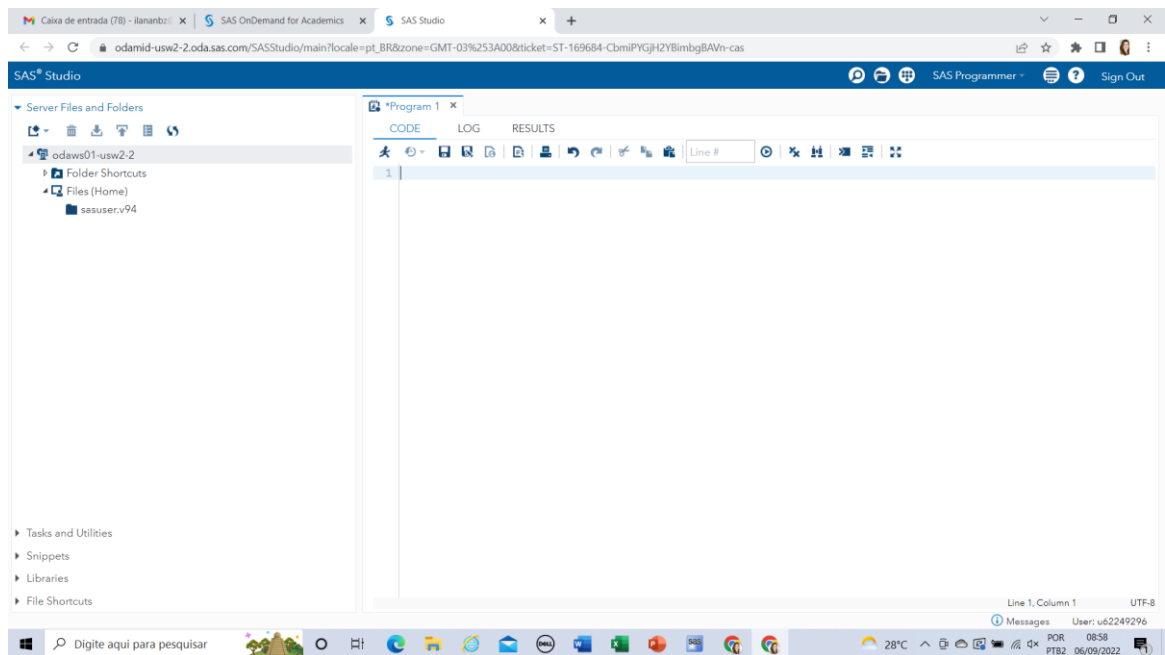 Caixa de entrada (78) - ilananbz
SAS OnDemand for Academics
SAS Studio
odamid-usw2-2.oda.sas.com/SASStudio/main?locale=pt_BR&zone=GMT-03%253A00&ticket=ST-169684-CbmiPYGjH2YBimbgBAVn-cas
SAS® Studio
SAS Programmer
Sign Out
Server Files and Folders
odaws01-usw2-2
Folder Shortcuts
Files (Home)
sasuser.v94
Tasks and Utilities
Snippets
Libraries
File Shortcuts
*Program 1
CODE LOG RESULTS
Line #
1
Line 1, Column 1 UTF-8
Messages User: u62249296
Digite aqui para pesquisar
DELL
SAS
28°C
POR 08:58
PTB2 06/09/2022